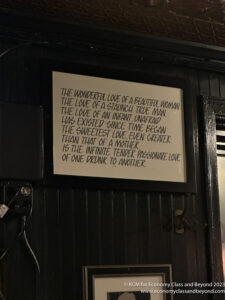 THE WONDERFUL LOVE OF A BEAUTIFUL WOMAN
THE LOVE OF A STAUNCH TRUE MAN
THE LOVE OF AN INFANT UNAFRAID
HAS EXISTED SINCE TIME BEGAN
THE SWEETEST LOVE, EVEN GREATER
THAN THAT OF A MOTHER,
IS THE INFINITE TENDER PASSIONATE LOVE
OF ONE DRUNK TO ANOTHER.
© KCM for Economy Class and Beyond 2023
www.economyclassandbeyond.com